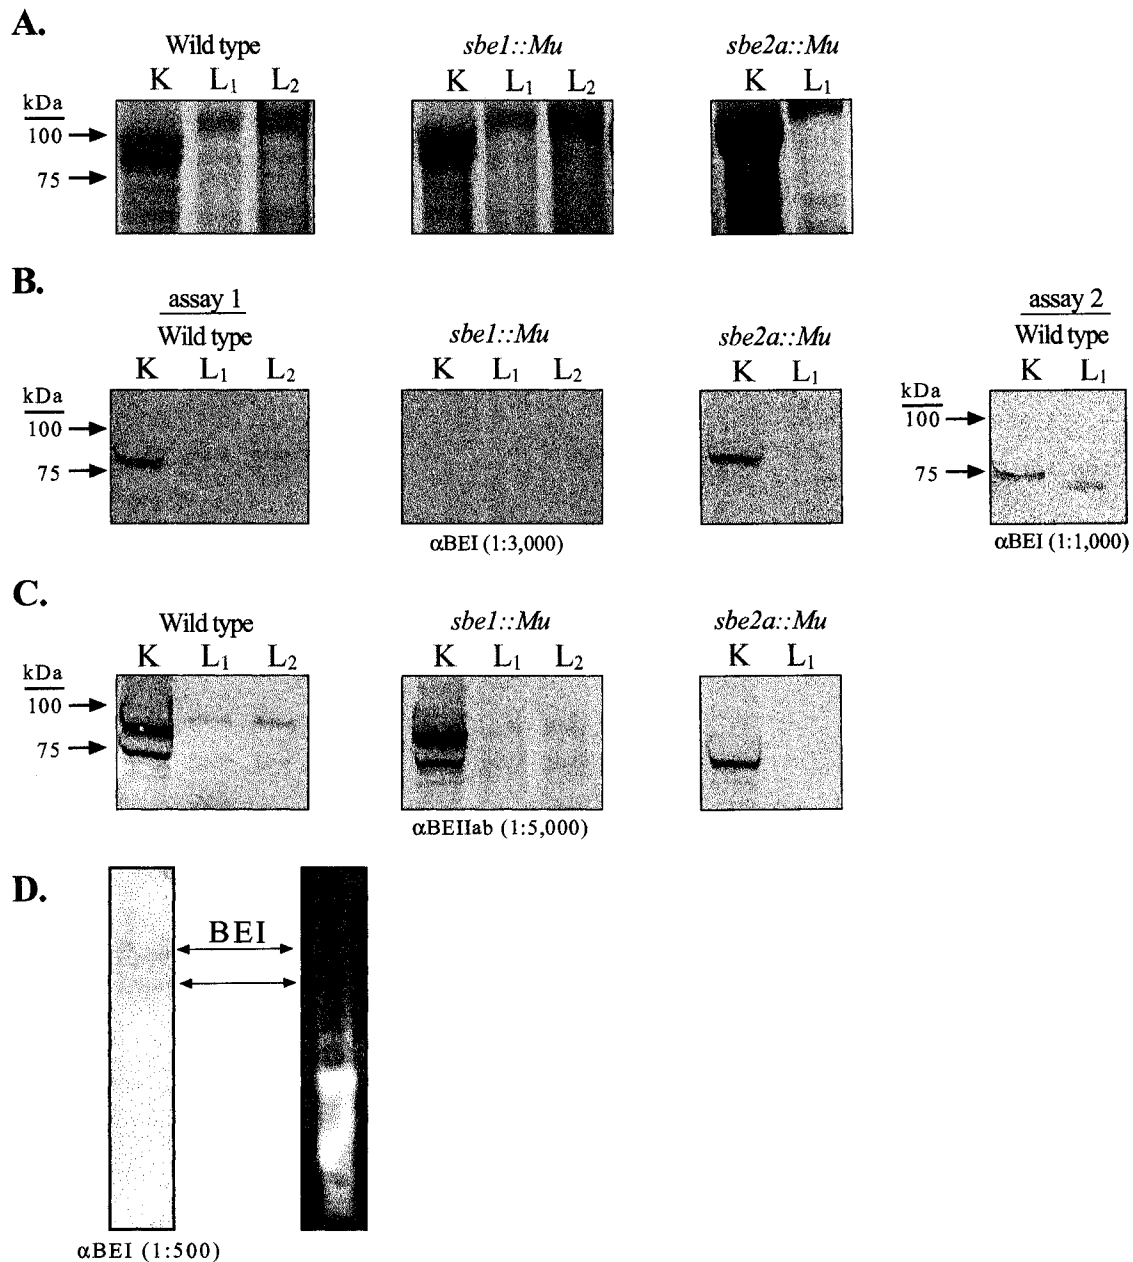 A.
Wild type sbe1::Mu sbe2a::Mu
K L1 L2 K L1 L2 K L1
kDa
100
75
B.
assay 1 assay 2
Wild type sbe1::Mu sbe2a::Mu Wild type
K L1 L2 K L1 L2 K L1 K L1
kDa kDa
100 100
75 75
αBEI (1:3,000) αBEI (1:1,000)
C.
Wild type sbe1::Mu sbe2a::Mu
K L1 L2 K L1 L2 K L1
kDa
100
75
αBEIIab (1:5,000)
D.
BEI
αBEI (1:500)